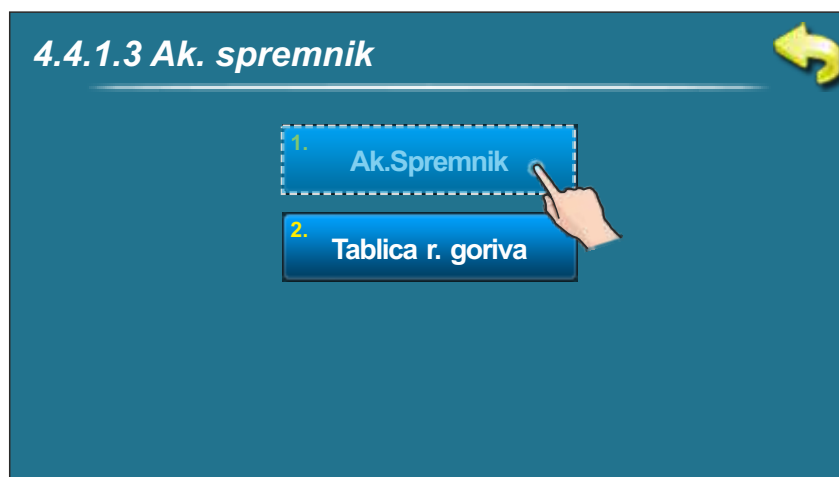 4.4.1.3 Ak. spremnik
1.
Ak.Spremnik
2.
Tablica r. goriva